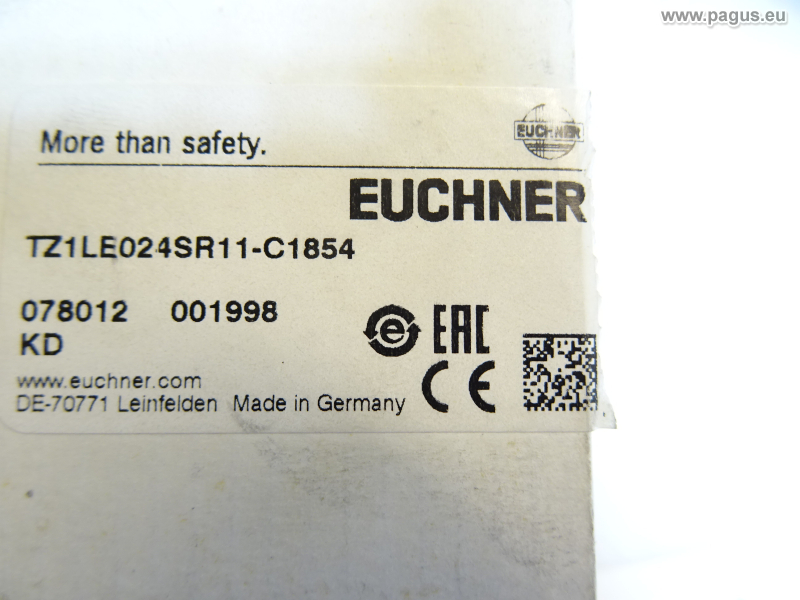 www.pagus.eu
EUCHNER
More than safety.
EUCHNER
TZ1LE024SR11-C1854
078012 001998
KD
e EAC
CE
www.euchner.com
DE-70771 Leinfelden Made in Germany